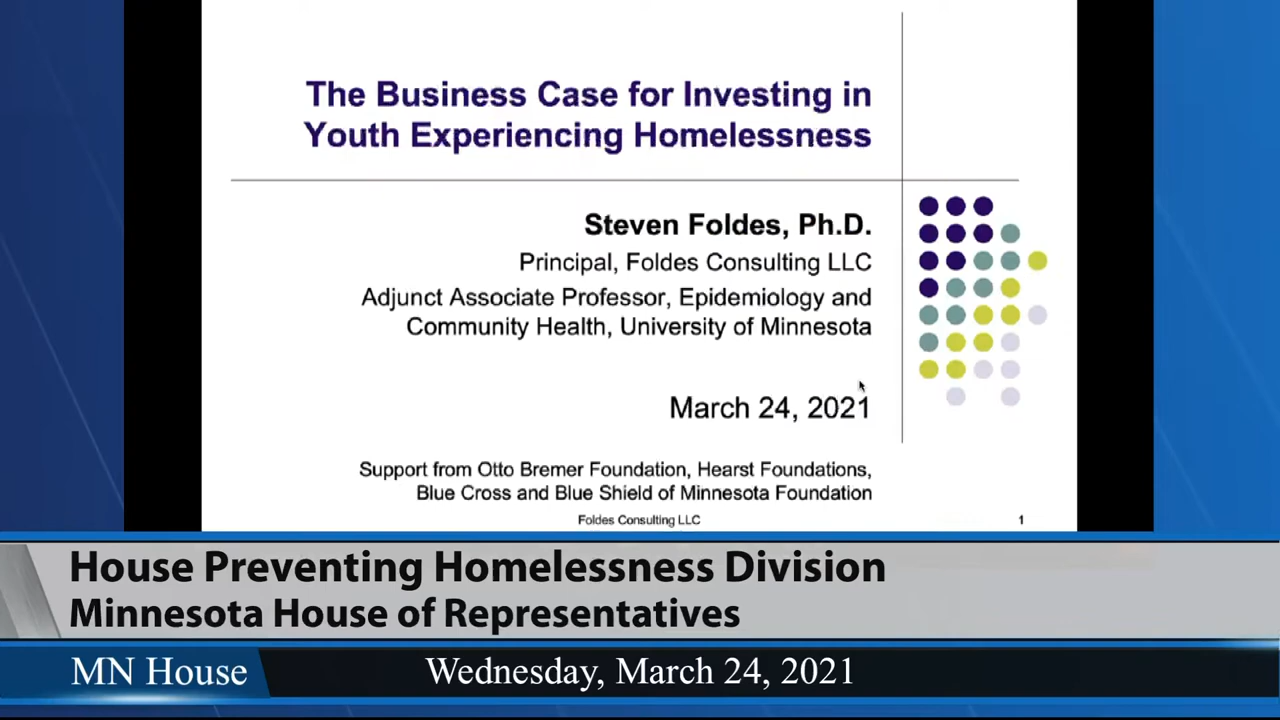 The Business Case for Investing in
Youth Experiencing Homelessness
Steven Foldes, Ph.D.
Principal, Foldes Consulting LLC
Adjunct Associate Professor, Epidemiology and
Community Health, University of Minnesota
March 24, 2021
Support from Otto Bremer Foundation, Hearst Foundations,
Blue Cross and Blue Shield of Minnesota Foundation
Foldes Consulting LLC 1
House Preventing Homelessness Division
Minnesota House of Representatives
MN House Wednesday, March 24, 2021